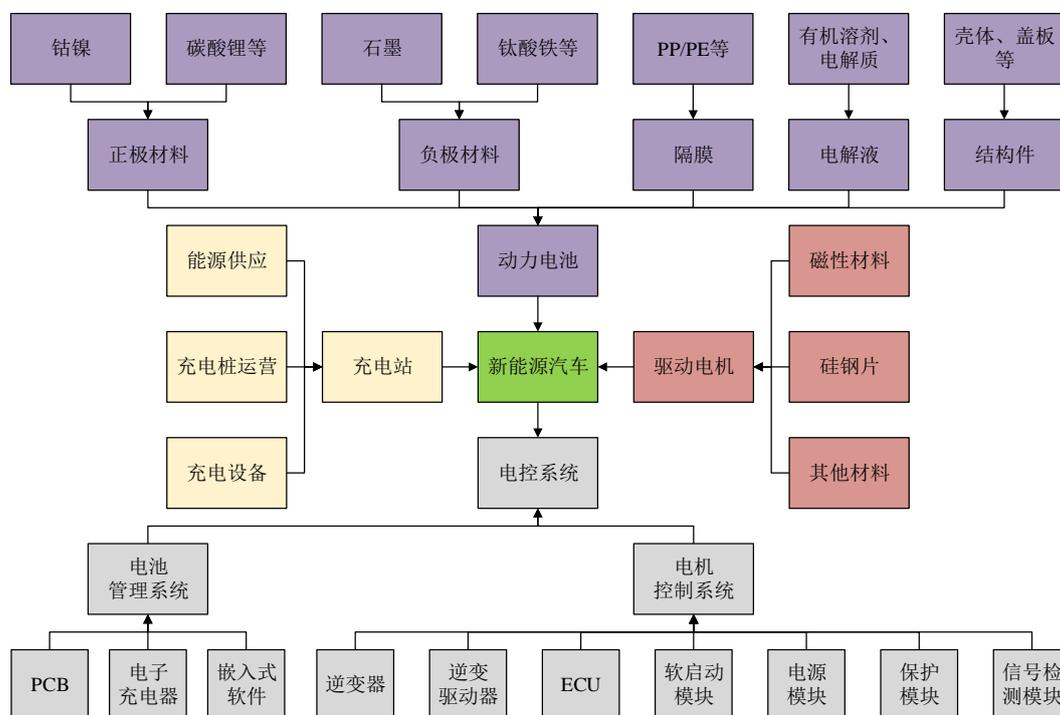 钴镍
碳酸锂等
石墨
钛酸铁等
PP/PE等
有机溶剂、
电解质
壳体、盖板
等
正极材料
负极材料
隔膜
电解液
结构件
能源供应
动力电池
磁性材料
充电桩运营
充电站
新能源汽车
驱动电机
硅钢片
充电设备
电控系统
其他材料
电池
管理系统
电机
控制系统
PCB
电子
充电器
嵌入式
软件
逆变器
逆变
驱动器
ECU
软启动
模块
电源
模块
保护
模块
信号检
测模块